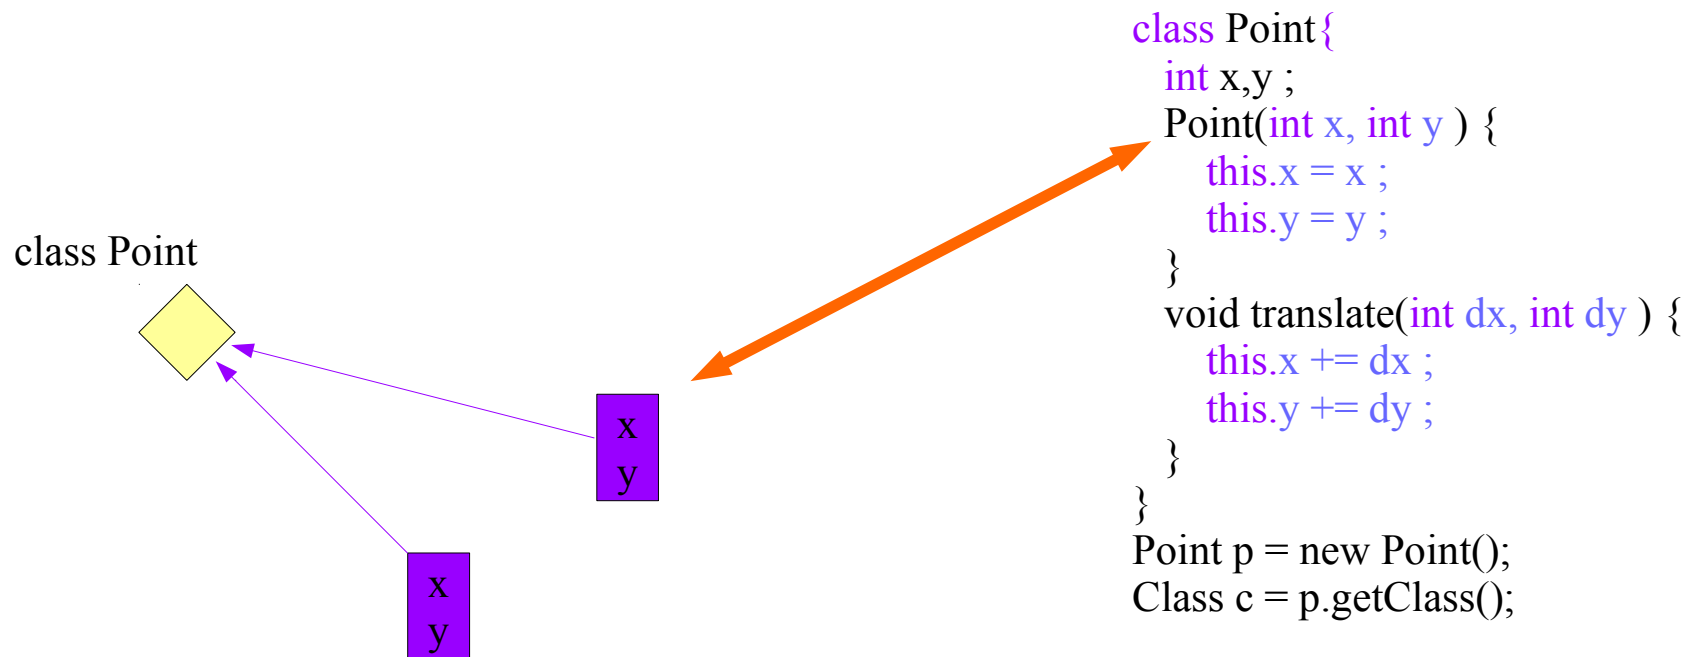 class Point{
int x,y ;
Point(int x, int y ) {
this.x = x ;
this.y = y ;
}
void translate(int dx, int dy ) {
this.x += dx ;
this.y += dy ;
}
}
Point p = new Point();
Class c = p.getClass();
class Point
x
y
x
y